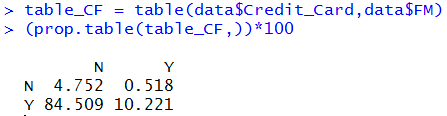 > table_CF = table(data$Credit_Card,data$FM)
> (prop.table(table_CF,))*100
N Y
N 4.752 0.518
Y 84.509 10.221